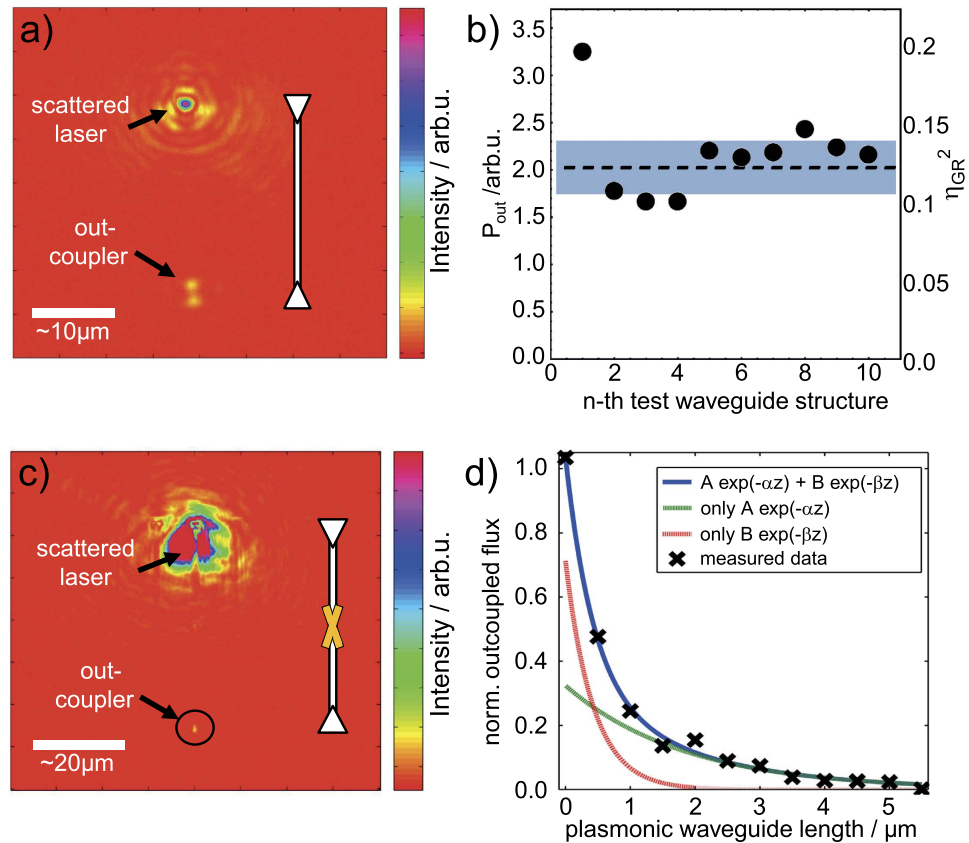 a)
scattered
laser
out-
coupler
~10µm
Intensity / arb.u.
b)
3.5
3.0
2.5
2.0
1.5
1.0
0.5
0.0
P_out /arb.u.
0.2
0.15
0.1
0.05
0.0
η_GR^2
0 2 4 6 8 10
n-th test waveguide structure
c)
scattered
laser
out-
coupler
~20µm
Intensity / arb.u.
d)
1.0
0.8
0.6
0.4
0.2
0.0
norm. outcoupled flux
A exp(-αz) + B exp(-βz)
only A exp(-αz)
only B exp(-βz)
measured data
0 1 2 3 4 5
plasmonic waveguide length / µm